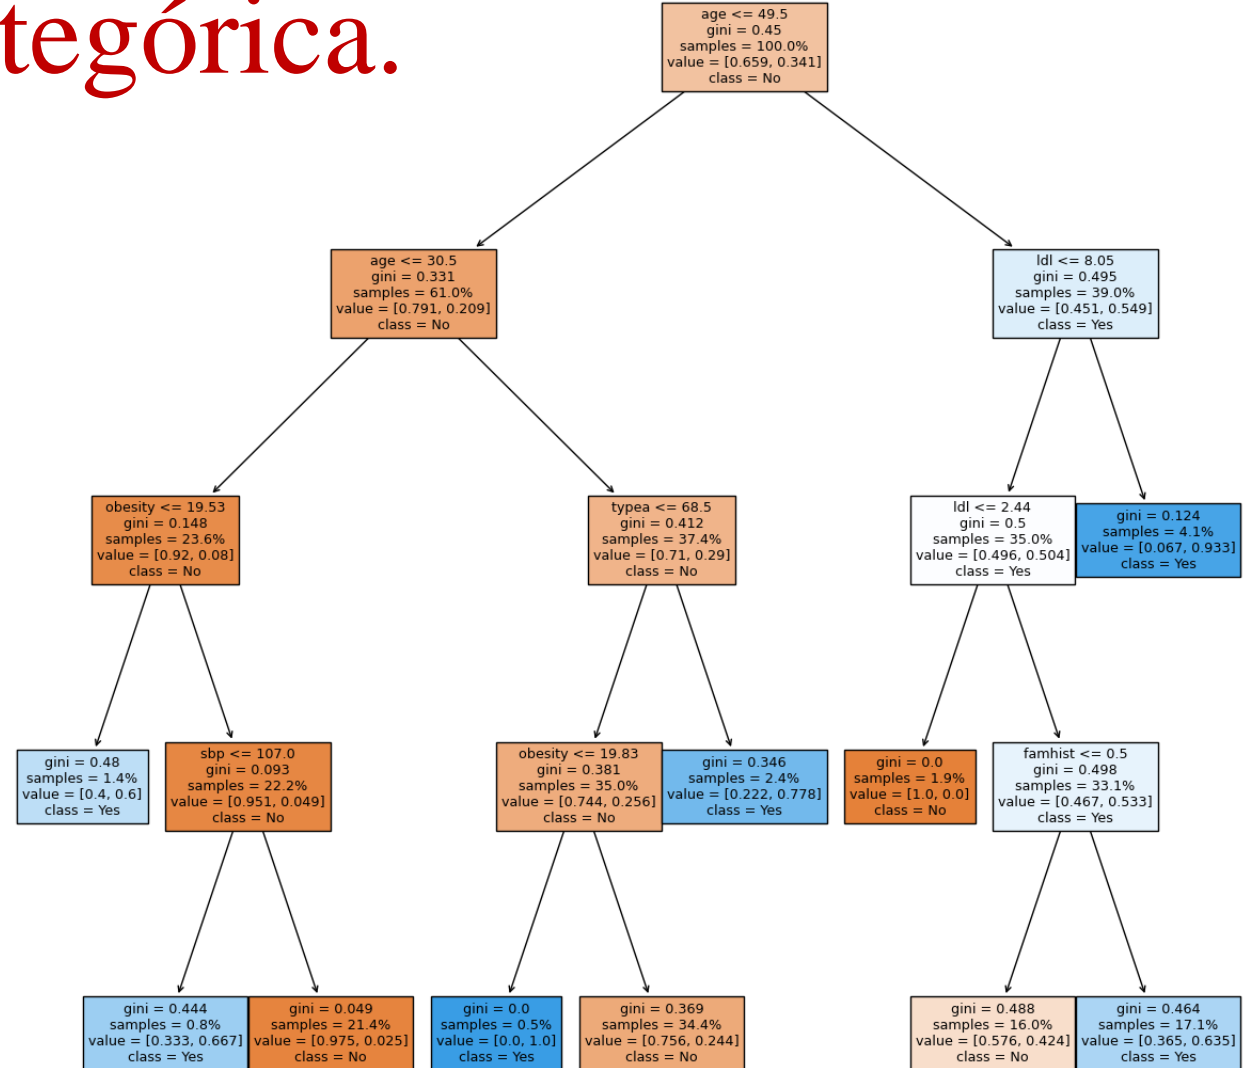 tegórica.
age <= 49.5
gini = 0.45
samples = 100.0%
value = [0.659, 0.341]
class = No
age <= 30.5
gini = 0.331
samples = 61.0%
value = [0.791, 0.209]
class = No
ldl <= 8.05
gini = 0.495
samples = 39.0%
value = [0.451, 0.549]
class = Yes
obesity <= 19.53
gini = 0.148
samples = 23.6%
value = [0.92, 0.08]
class = No
typea <= 68.5
gini = 0.412
samples = 37.4%
value = [0.71, 0.29]
class = No
ldl <= 2.44
gini = 0.5
samples = 35.0%
value = [0.496, 0.504]
class = Yes
gini = 0.124
samples = 4.1%
value = [0.067, 0.933]
class = Yes
gini = 0.48
samples = 1.4%
value = [0.4, 0.6]
class = Yes
sbp <= 107.0
gini = 0.093
samples = 22.2%
value = [0.951, 0.049]
class = No
obesity <= 19.83
gini = 0.381
samples = 35.0%
value = [0.744, 0.256]
class = No
gini = 0.346
samples = 2.4%
value = [0.222, 0.778]
class = Yes
gini = 0.0
samples = 1.9%
value = [1.0, 0.0]
class = No
famhist <= 0.5
gini = 0.498
samples = 33.1%
value = [0.467, 0.533]
class = Yes
gini = 0.444
samples = 0.8%
value = [0.333, 0.667]
class = Yes
gini = 0.049
samples = 21.4%
value = [0.975, 0.025]
class = No
gini = 0.0
samples = 0.5%
value = [0.0, 1.0]
class = Yes
gini = 0.369
samples = 34.4%
value = [0.756, 0.244]
class = No
gini = 0.488
samples = 16.0%
value = [0.576, 0.424]
class = No
gini = 0.464
samples = 17.1%
value = [0.365, 0.635]
class = Yes